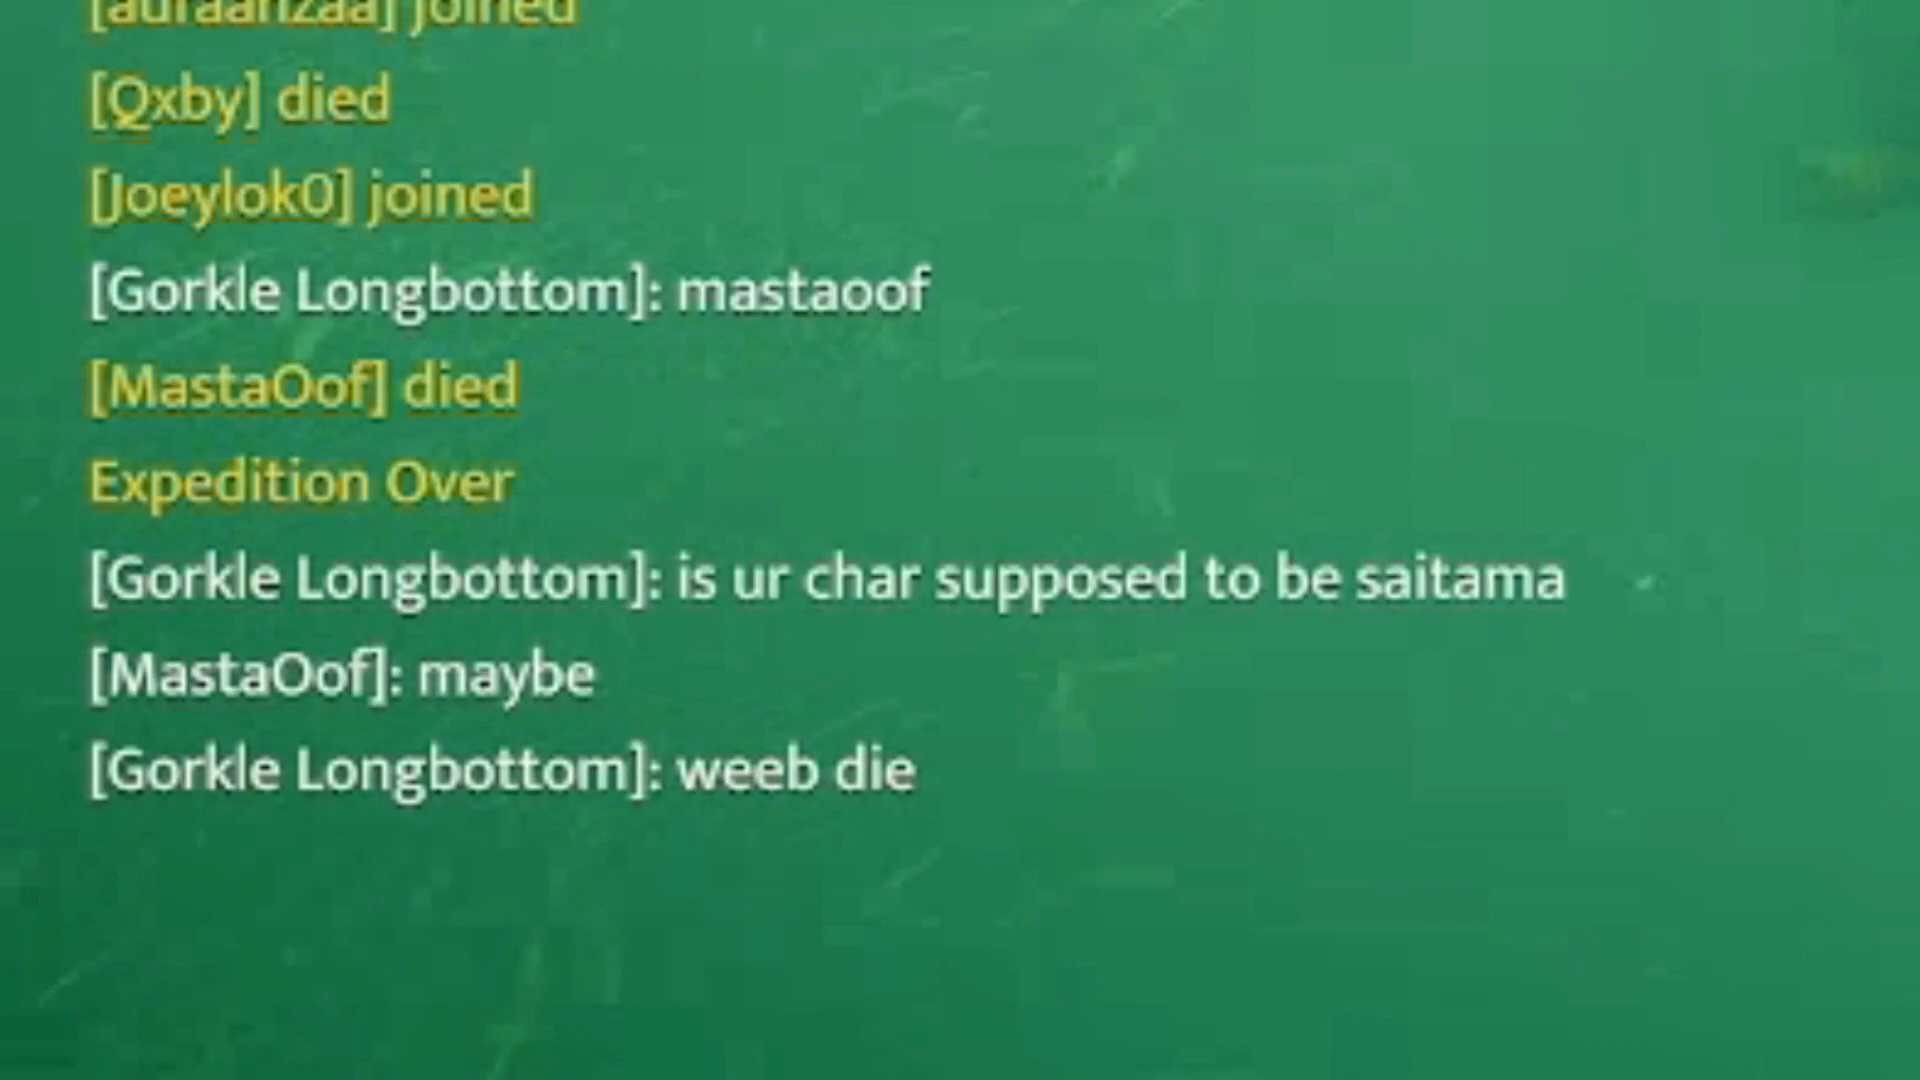 joined
[Qxby] died
[Joeylok0] joined
[Gorkle Longbottom]: mastaoof
[MastaOof] died
Expedition Over
[Gorkle Longbottom]: is ur char supposed to be saitama
[MastaOof]: maybe
[Gorkle Longbottom]: weeb die